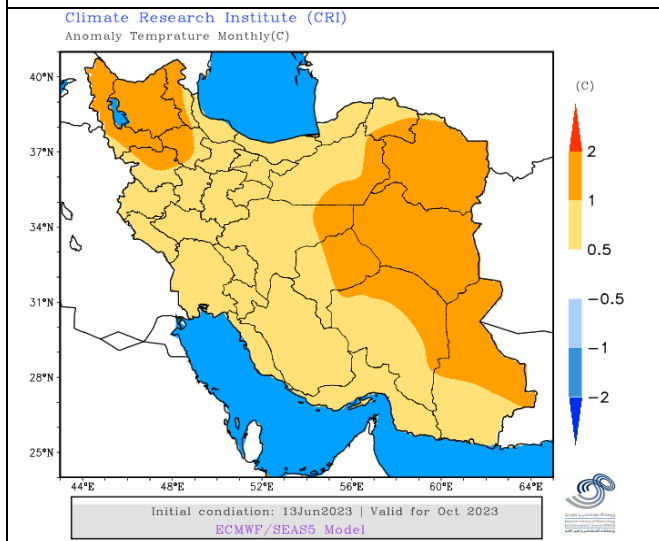 Climate Research Institute (CRI)
Anomaly Temprature Monthly(C)
40°N
37°N
34°N
31°N
28°N
25°N
44°E 48°E 52°E 56°E 60°E 64°E
(C)
2
1
0.5
-0.5
-1
-2
Initial condiation: 13Jun2023 | Valid for Oct 2023
ECMWF/SEAS5 Model